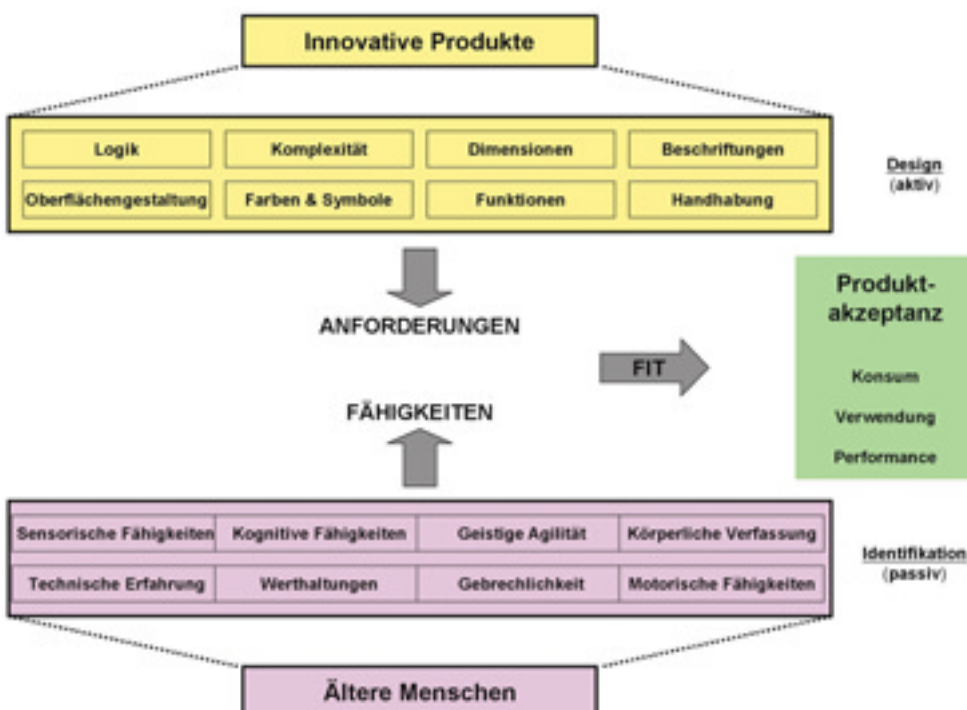 Innovative Produkte
Logik Komplexität Dimensionen Beschriftungen
Oberflächengestaltung Farben & Symbole Funktionen Handhabung
Design
(aktiv)
ANFORDERUNGEN
FIT
FÄHIGKEITEN
Produkt-
akzeptanz
Konsum
Verwendung
Performance
Sensorische Fähigkeiten Kognitive Fähigkeiten Geistige Agilität Körperliche Verfassung
Technische Erfahrung Werthaltungen Gebrechlichkeit Motorische Fähigkeiten
Identifikation
(passiv)
Ältere Menschen